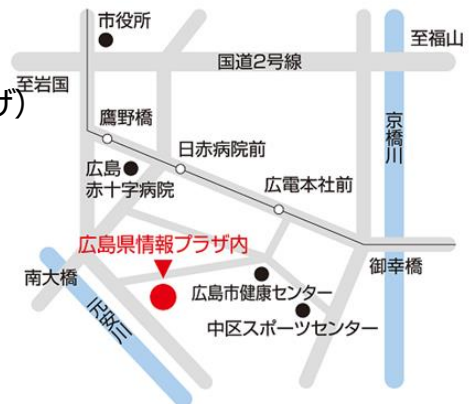 市役所
至福山
国道2号線
至岩国
ザ)
鷹野橋
京橋川
日赤病院前
広島
赤十字病院
広電本社前
広島県情報プラザ内
御幸橋
南大橋
元安川
広島市健康センター
中区スポーツセンター